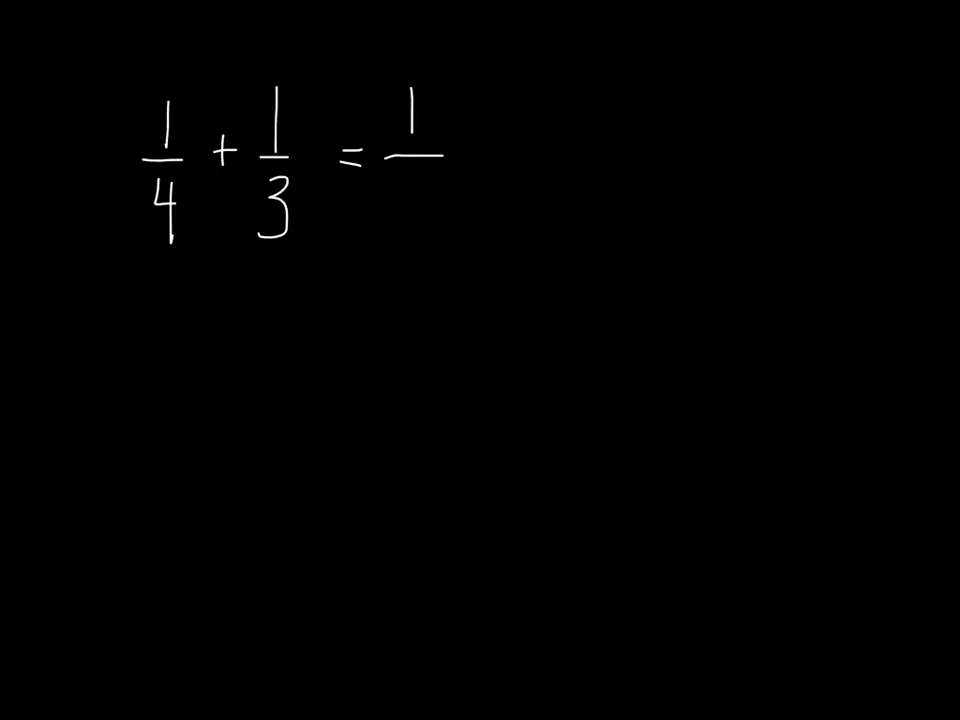 1/4 + 1/3 = 1/